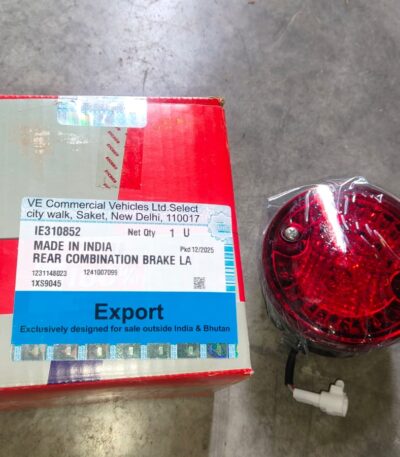 VE Commercial Vehicles Ltd.Select
city walk, Saket, New Delhi, 110017
IE310852 Net Qty 1 U
MADE IN INDIA Pkd 12/2025
REAR COMBINATION BRAKE LA
1231148023 1241007099
1XS9045
Export
Exclusively designed for sale outside India & Bhutan